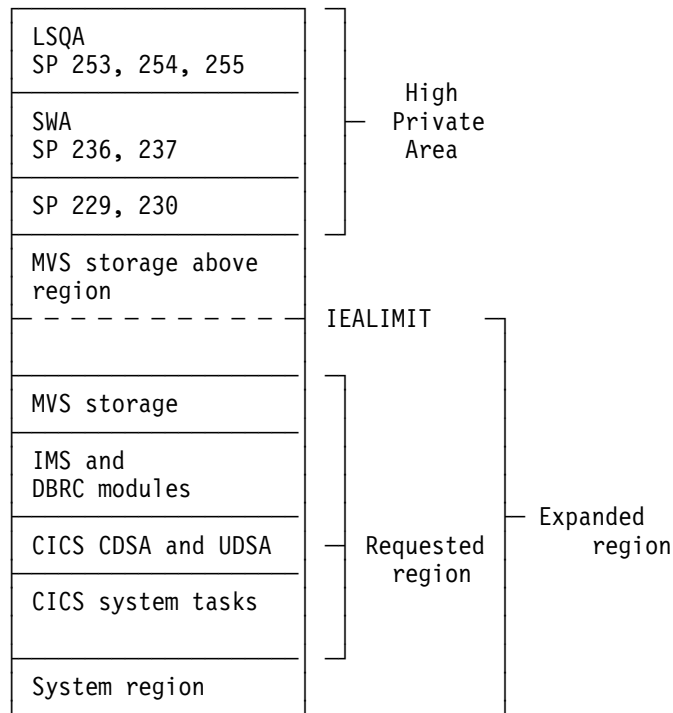 LSQA
SP 253, 254, 255
High
Private
Area
SWA
SP 236, 237
SP 229, 230
MVS storage above
region
IEALIMIT
MVS storage
IMS and
DBRC modules
Expanded
region
CICS CDSA and UDSA
Requested
region
CICS system tasks
System region